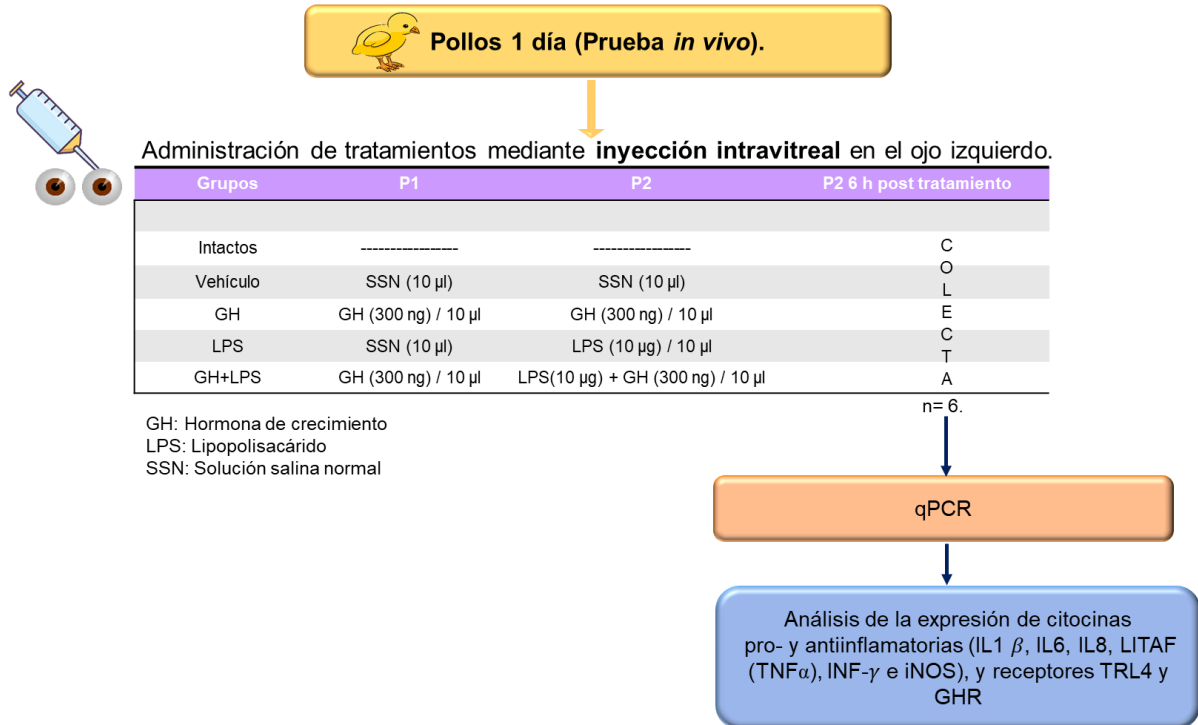 Pollos 1 día (Prueba in vivo).
Administración de tratamientos mediante inyección intravitreal en el ojo izquierdo.
Grupos P1 P2 P2 6 h post tratamiento
Intactos ----------------- -----------------
Vehículo SSN (10 µl) SSN (10 µl)
GH GH (300 ng) / 10 µl GH (300 ng) / 10 µl
LPS SSN (10 µl) LPS (10 µg) / 10 µl
GH+LPS GH (300 ng) / 10 µl LPS(10 µg) + GH (300 ng) / 10 µl
C
O
L
E
C
T
A
n= 6.
GH: Hormona de crecimiento
LPS: Lipopolisacárido
SSN: Solución salina normal
qPCR
Análisis de la expresión de citocinas
pro- y antiinflamatorias (IL1 β, IL6, IL8, LITAF
(TNFα), INF-γ e iNOS), y receptores TRL4 y
GHR